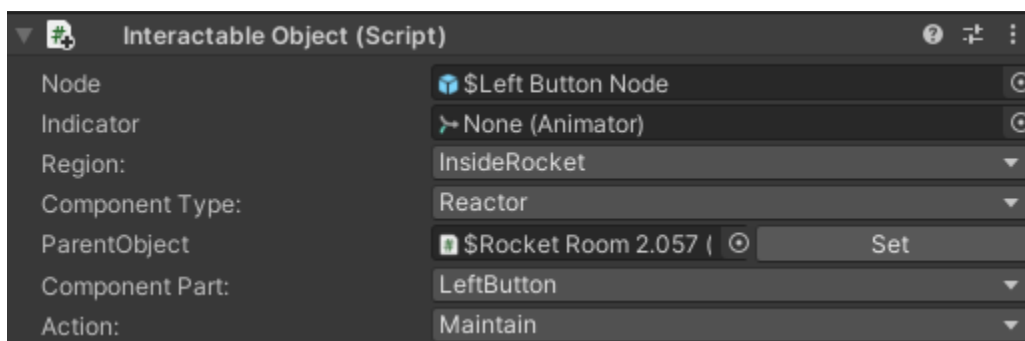 Interactable Object (Script)
Node $Left Button Node
Indicator None (Animator)
Region: InsideRocket
Component Type: Reactor
ParentObject $Rocket Room 2.057 ( Set
Component Part: LeftButton
Action: Maintain